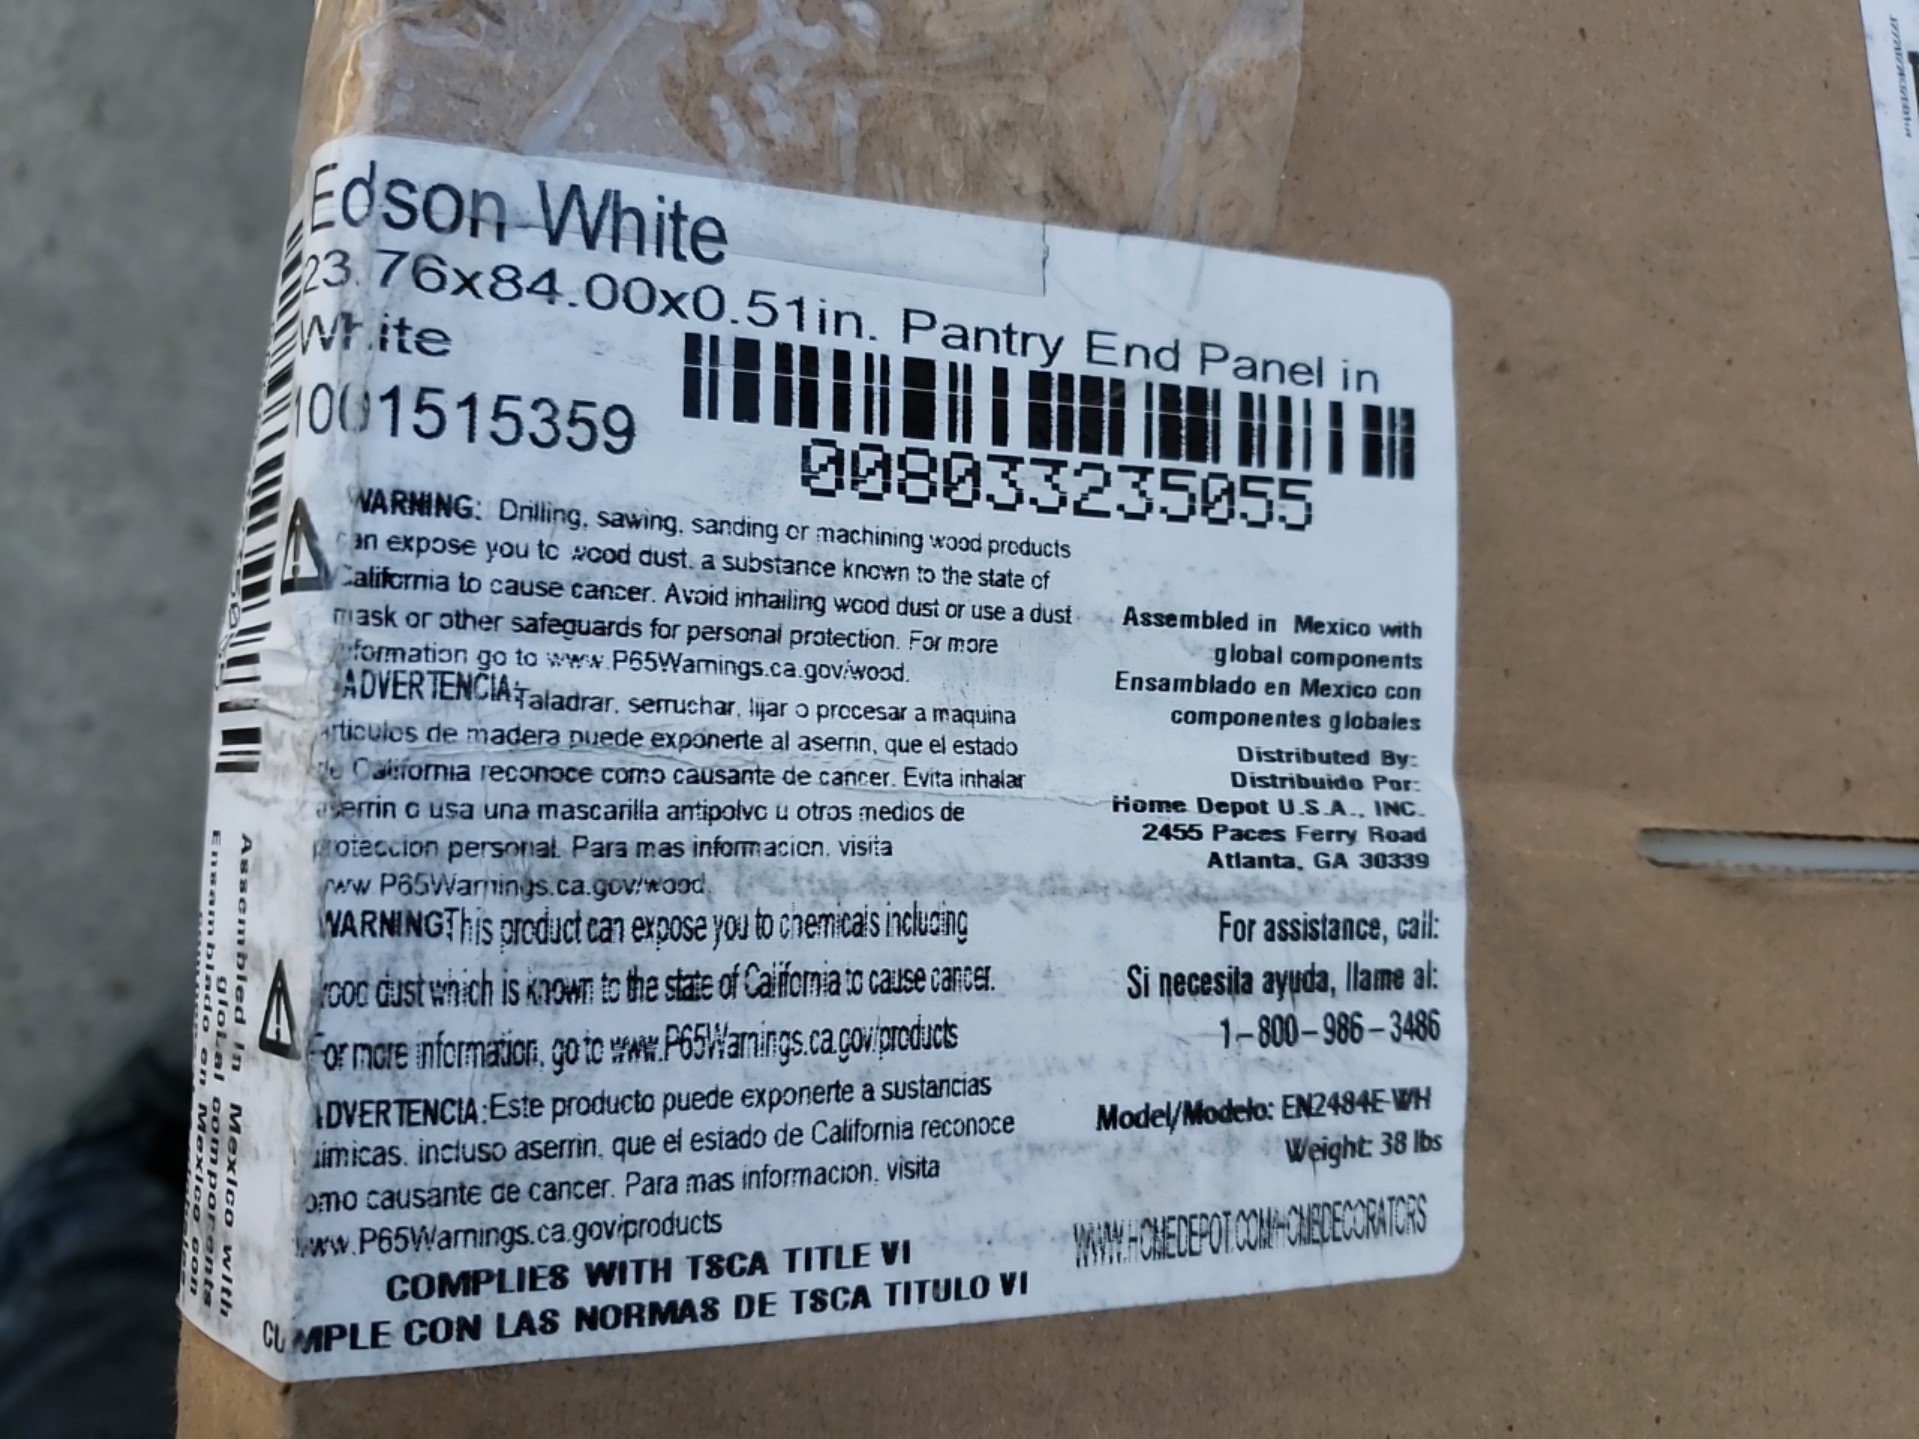 Edson White
23.76x84.00x0.51in. Pantry End Panel in
White
1001515359
008033235055
WARNING: Drilling, sawing, sanding or machining wood products
can expose you to wood dust, a substance known to the state of
California to cause cancer. Avoid inhaling wood dust or use a dust
mask or other safeguards for personal protection. For more
information go to www.P65Warnings.ca.gov/wood.
ADVERTENCIA: Taladrar, serruchar, lijar o procesar a maquina
articulos de madera puede exponerte al aserrin, que el estado
de California reconoce como causante de cancer. Evita inhalar
aserrin o usa una mascarilla antipolvo u otros medios de
proteccion personal. Para mas informacion, visita
www.P65Warnings.ca.gov/wood.
WARNING This product can expose you to chemicals including
wood dust which is known to the state of California to cause cancer.
For more information, go to www.P65Warnings.ca.gov/products
ADVERTENCIA: Este producto puede exponerte a sustancias
quimicas, incluso aserrin, que el estado de California reconoce
como causante de cancer. Para mas informacion, visita
www.P65Warnings.ca.gov/products
COMPLIES WITH TSCA TITLE VI
CUMPLE CON LAS NORMAS DE TSCA TITULO VI
Assembled in Mexico with
global components
Ensamblado en Mexico con
componentes globales
Distributed By:
Distribuido Por:
Home Depot U.S.A., INC.
2455 Paces Ferry Road
Atlanta, GA 30339
For assistance, call:
Si necesita ayuda, llame al:
1-800-986-3486
Model/Modelo: EN2484E-WH
Weight: 38 lbs
WWW.HOMEDEPOT.COM/HOMEDECORATORS
Assembled in Mexico with
global components
Ensamblado en Mexico con